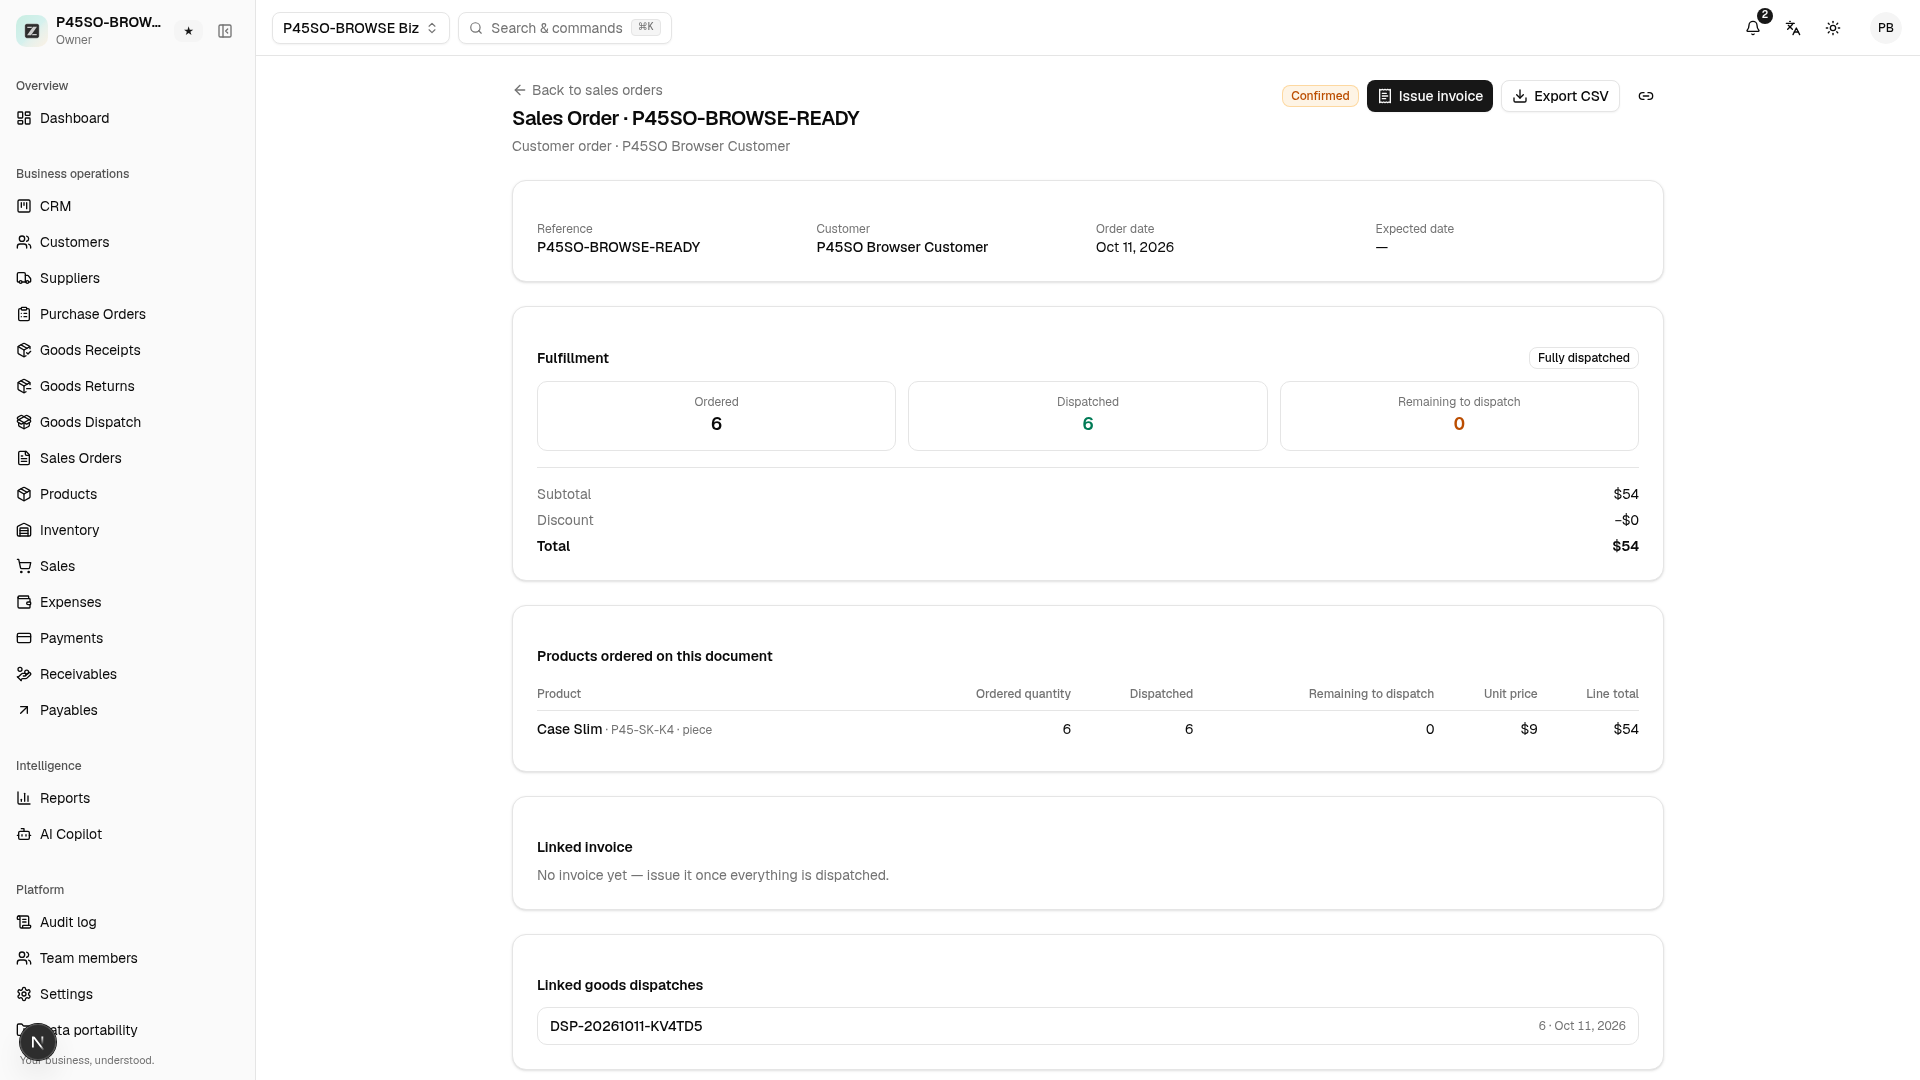 P45SO-BROW...
Owner
Overview
Dashboard
Business operations
CRM
Customers
Suppliers
Purchase Orders
Goods Receipts
Goods Returns
Goods Dispatch
Sales Orders
Products
Inventory
Sales
Expenses
Payments
Receivables
Payables
Intelligence
Reports
AI Copilot
Platform
Audit log
Team members
Settings
ata portability
N
Your business, understood.
P45SO-BROWSE Biz
Search & commands ⌘K
2
PB
Back to sales orders
Sales Order · P45SO-BROWSE-READY
Customer order · P45SO Browser Customer
Confirmed
Issue invoice
Export CSV
Reference Customer Order date Expected date
P45SO-BROWSE-READY P45SO Browser Customer Oct 11, 2026 —
Fulfillment Fully dispatched
Ordered Dispatched Remaining to dispatch
6 6 0
Subtotal $54
Discount −$0
Total $54
Products ordered on this document
Product Ordered quantity Dispatched Remaining to dispatch Unit price Line total
Case Slim · P45-SK-K4 · piece 6 6 0 $9 $54
Linked invoice
No invoice yet — issue it once everything is dispatched.
Linked goods dispatches
DSP-20261011-KV4TD5 6 · Oct 11, 2026